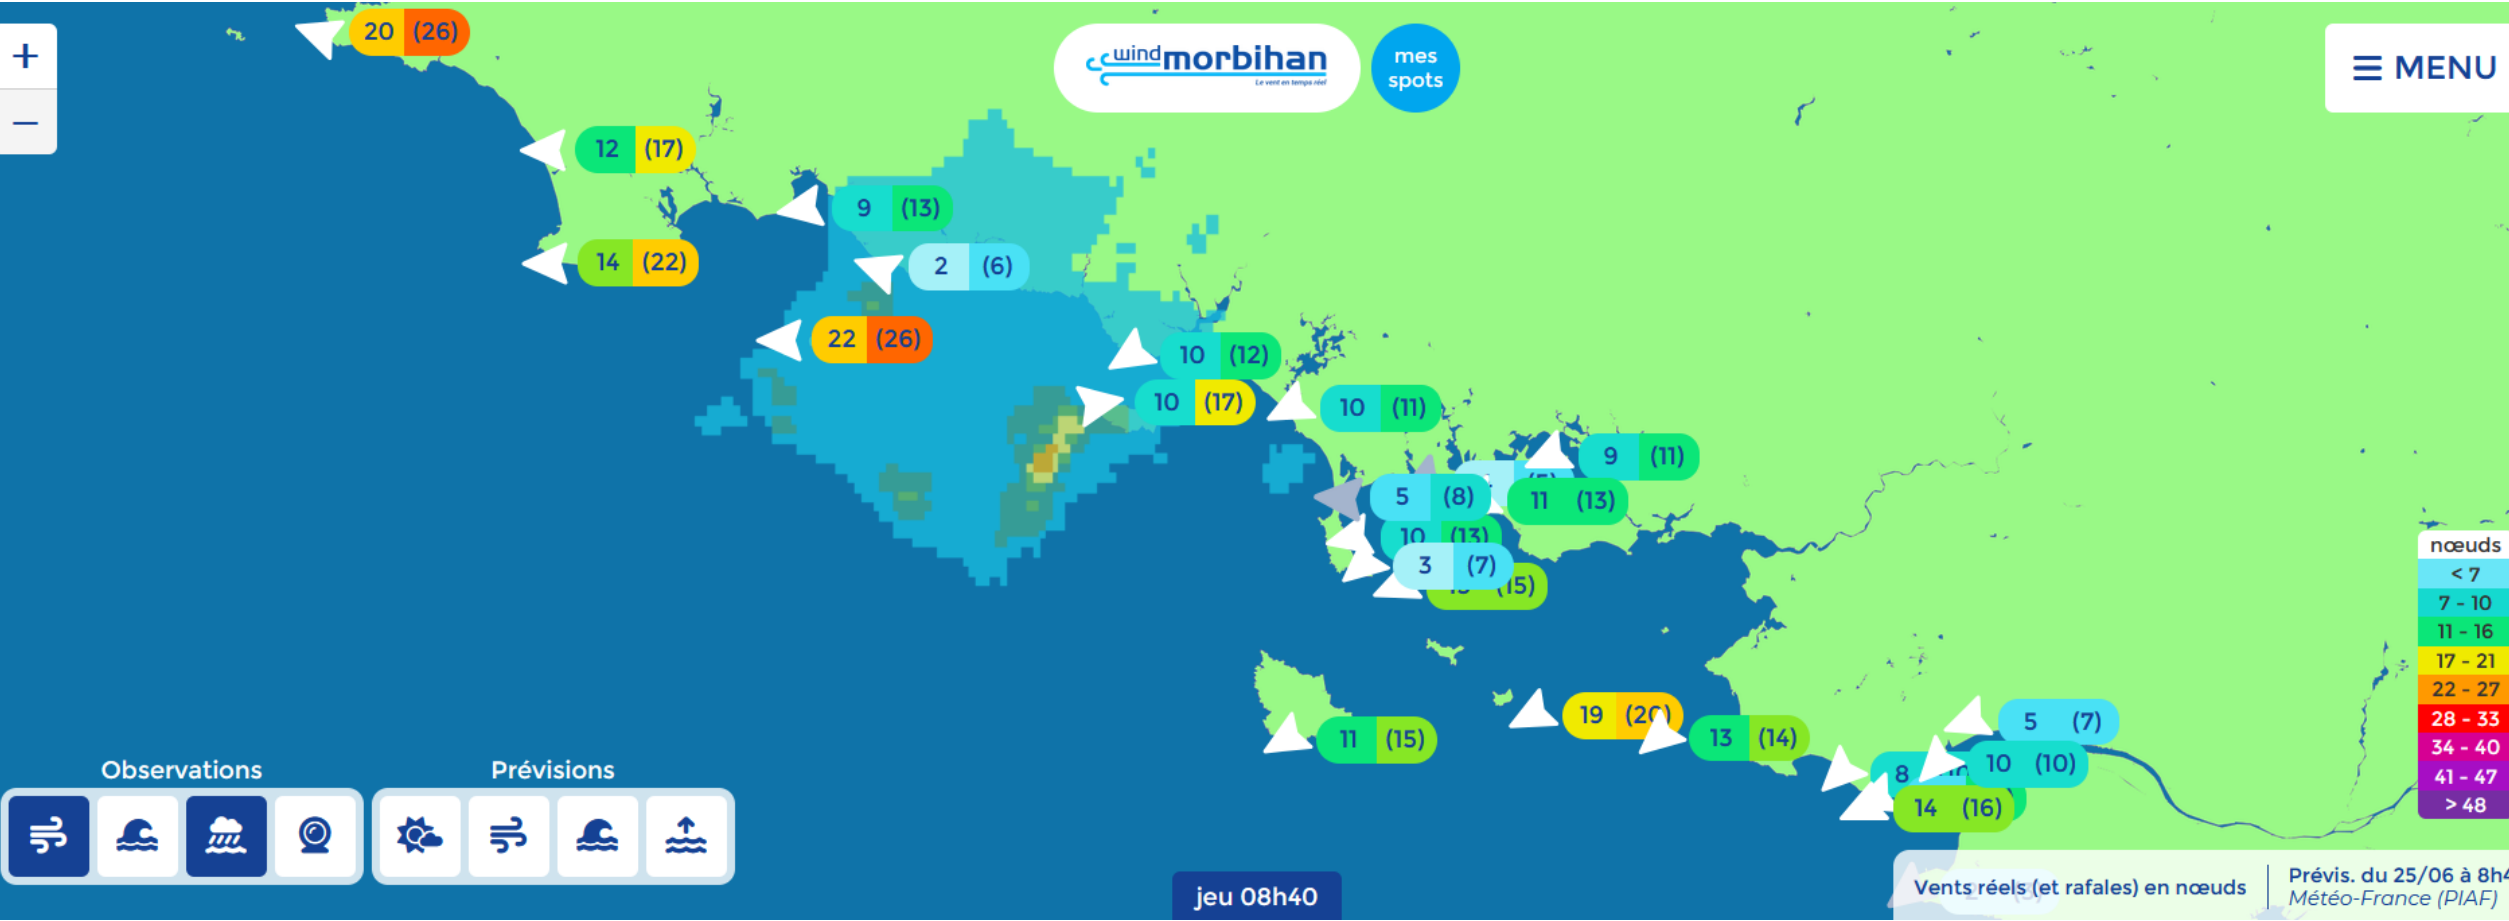 +
−
20 (26)
wind morbihan
Le vent en temps réel
mes
spots
MENU
12 (17)
9 (13)
14 (22)
2 (6)
22 (26)
10 (12)
10 (17)
10 (11)
9 (11)
5 (8)
11 (13)
10 (13)
3 (7)
(15)
nœuds
< 7
7 - 10
11 - 16
17 - 21
22 - 27
28 - 33
34 - 40
41 - 47
> 48
19 (20)
11 (15)
13 (14)
5 (7)
8
10 (10)
14 (16)
Observations
Prévisions
jeu 08h40
Vents réels (et rafales) en nœuds
Prévis. du 25/06 à 8h4
Météo-France (PIAF)